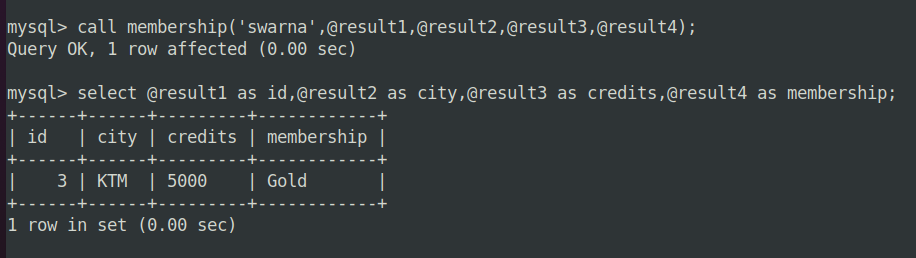 mysql> call membership('swarna',@result1,@result2,@result3,@result4);
Query OK, 1 row affected (0.00 sec)
mysql> select @result1 as id,@result2 as city,@result3 as credits,@result4 as membership;
+------+------+---------+------------+
| id   | city | credits | membership |
+------+------+---------+------------+
|    3 | KTM  | 5000    | Gold       |
+------+------+---------+------------+
1 row in set (0.00 sec)